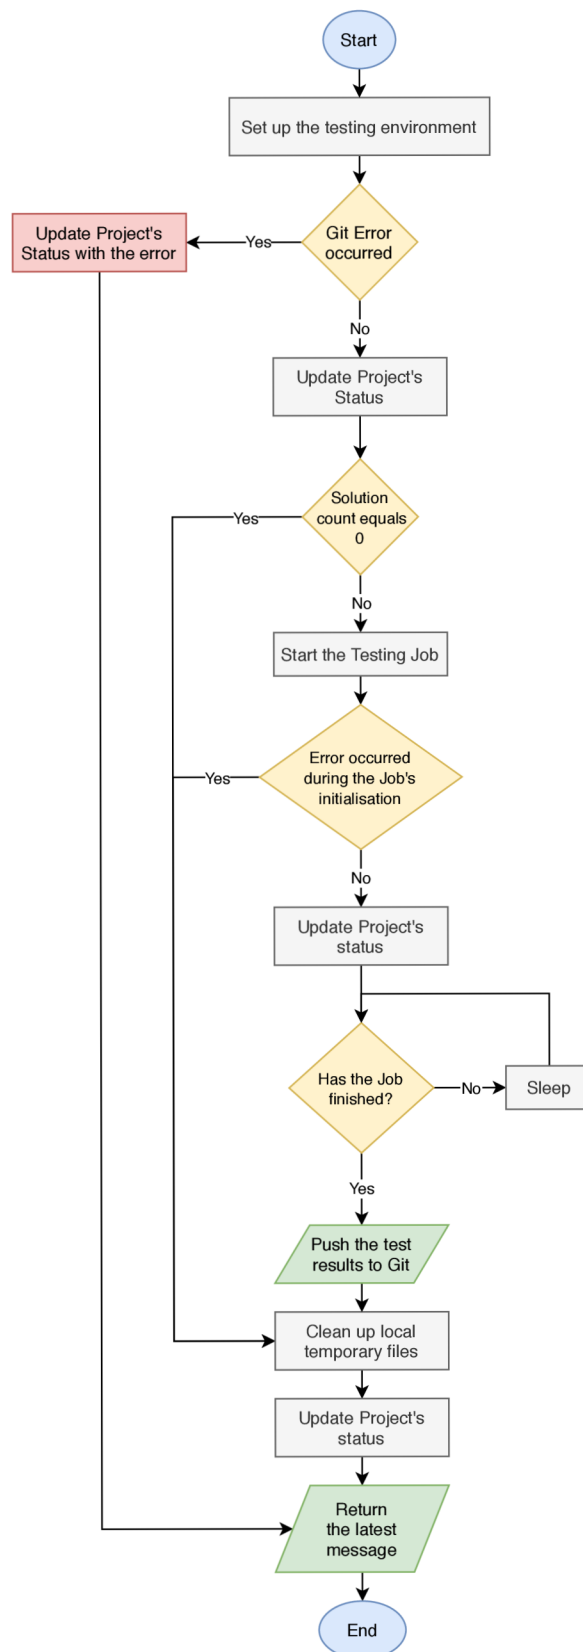 Start
Set up the testing environment
Git Error
occurred
Yes
Update Project's
Status with the error
No
Update Project's
Status
Solution
count equals
0
Yes
No
Start the Testing Job
Error occurred
during the Job's
initialisation
Yes
No
Update Project's
status
Has the Job
finished?
No
Sleep
Yes
Push the test
results to Git
Clean up local
temporary files
Update Project's
status
Return
the latest
message
End